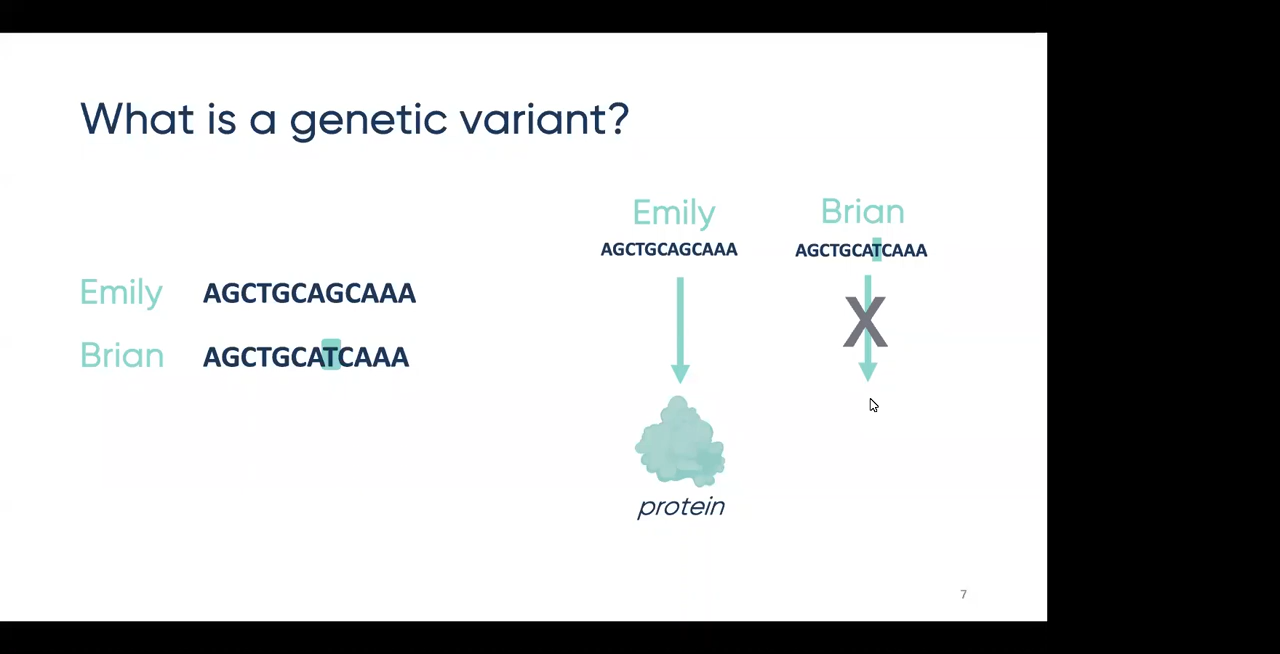 What is a genetic variant?
Emily AGCTGCAGCAAA
Brian AGCTGCATCAAA
Emily Brian
AGCTGCAGCAAA AGCTGCATCAAA
X
protein
7